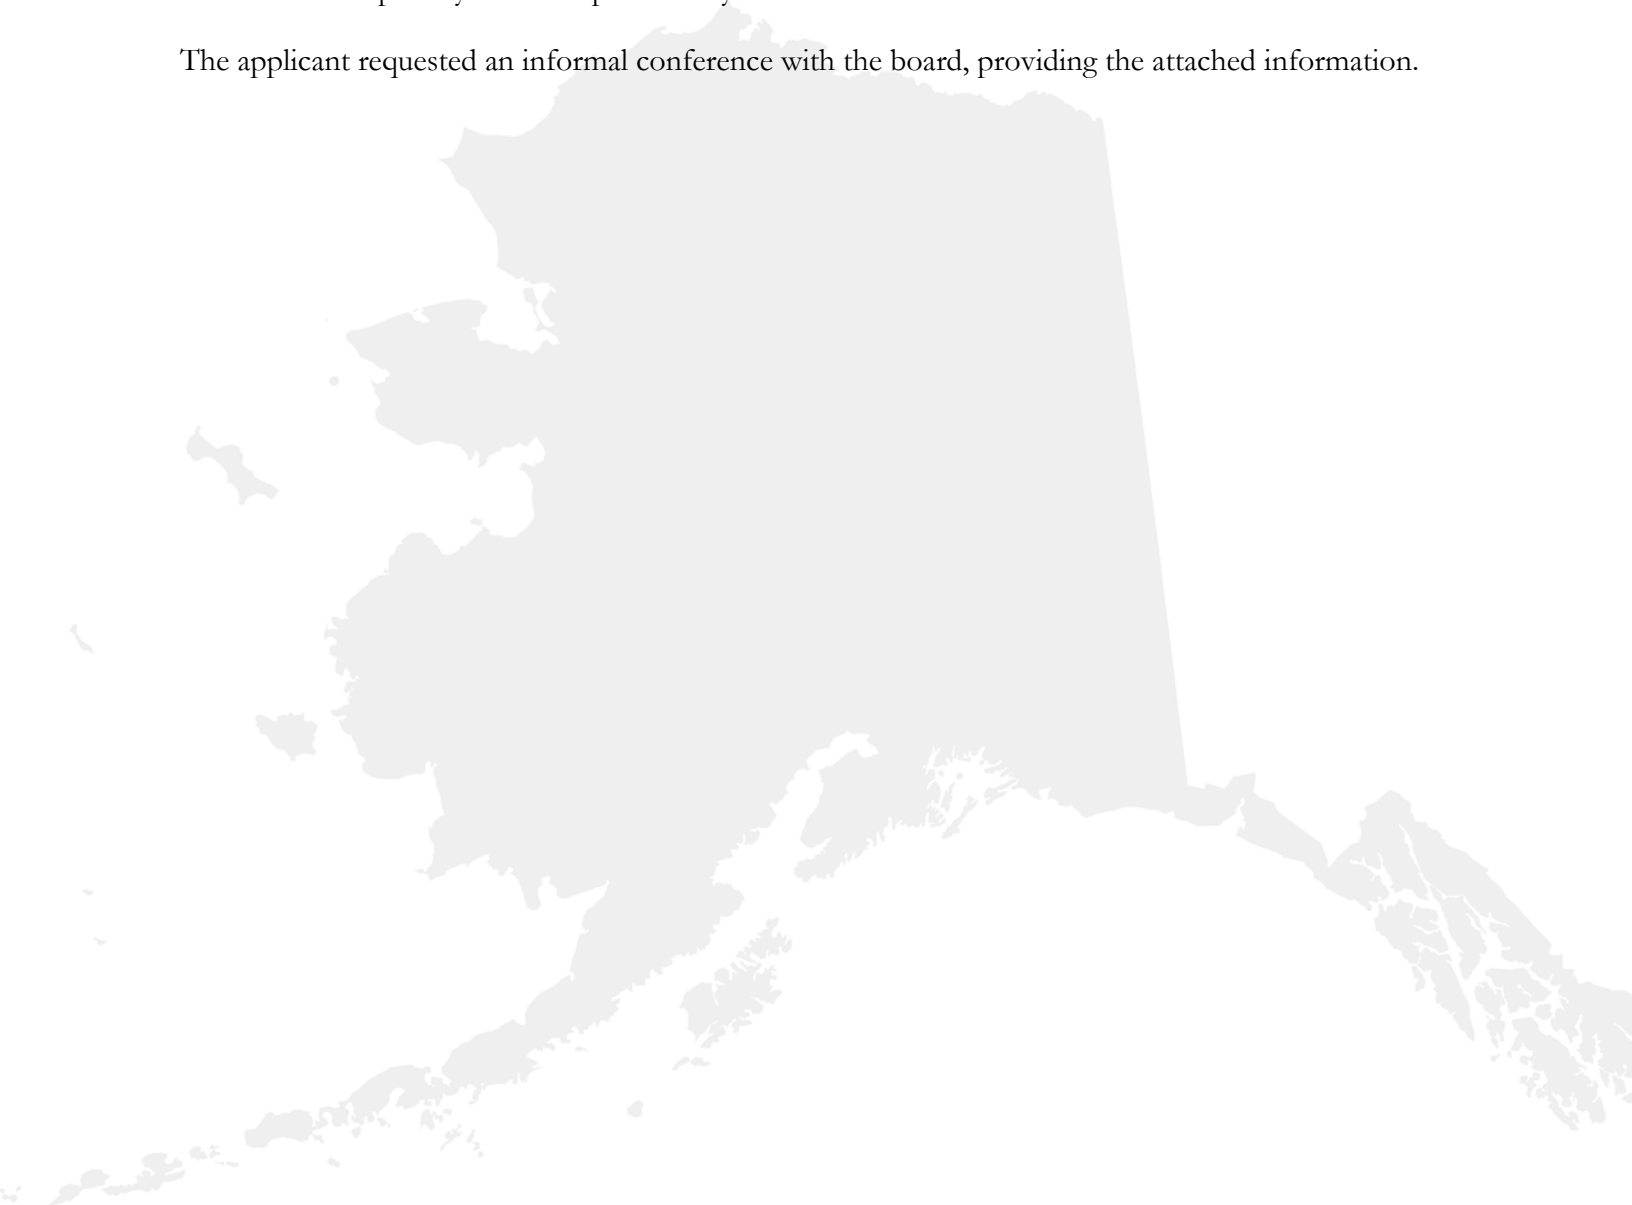 The applicant requested an informal conference with the board, providing the attached information.